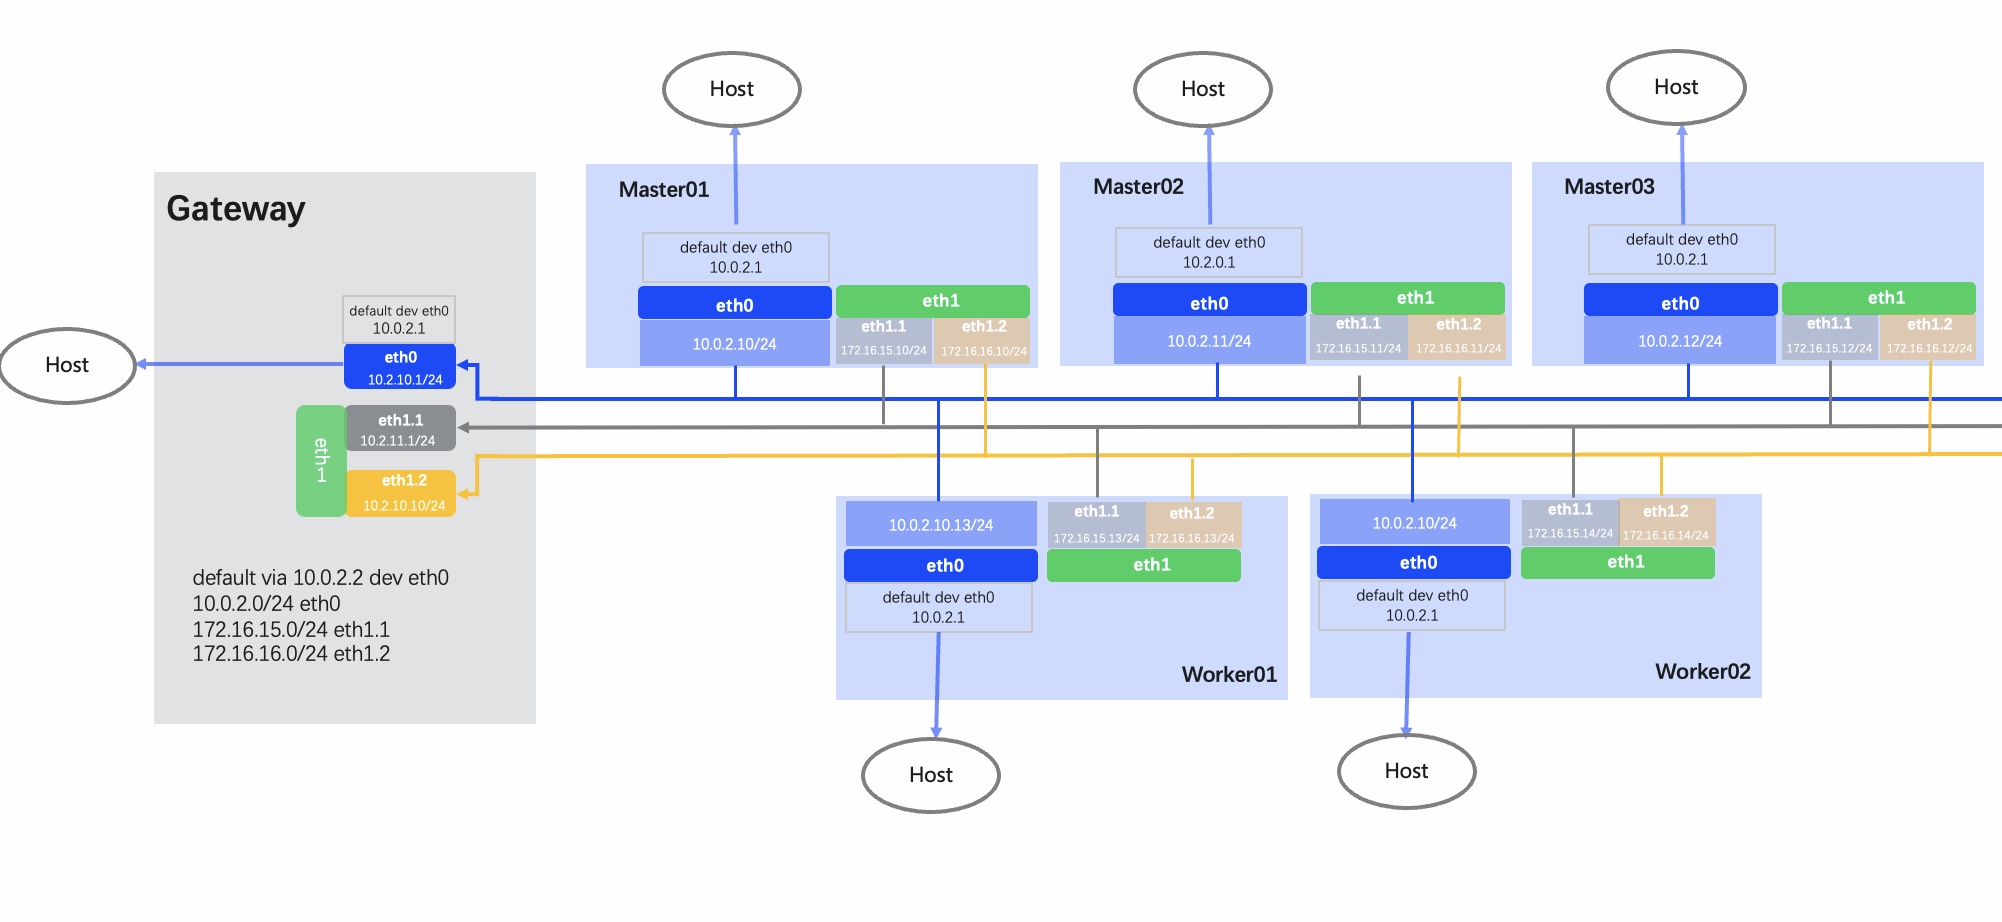 Host
Host
Host
Gateway
default dev eth0
10.0.2.1
eth0
10.2.10.1/24
Host
eth1.1
10.2.11.1/24
eth1
eth1.2
10.2.10.10/24
default via 10.0.2.2 dev eth0
10.0.2.0/24 eth0
172.16.15.0/24 eth1.1
172.16.16.0/24 eth1.2
Master01
default dev eth0
10.0.2.1
eth0
eth1
10.0.2.10/24
eth1.1
172.16.15.10/24
eth1.2
172.16.16.10/24
Master02
default dev eth0
10.2.0.1
eth0
eth1
10.0.2.11/24
eth1.1
172.16.15.11/24
eth1.2
172.16.16.11/24
Master03
default dev eth0
10.0.2.1
eth0
eth1
10.0.2.12/24
eth1.1
172.16.15.12/24
eth1.2
172.16.16.12/24
10.0.2.10.13/24
eth1.1
172.16.15.13/24
eth1.2
172.16.16.13/24
eth0
eth1
default dev eth0
10.0.2.1
Worker01
10.0.2.10/24
eth1.1
172.16.15.14/24
eth1.2
172.16.16.14/24
eth0
eth1
default dev eth0
10.0.2.1
Worker02
Host
Host